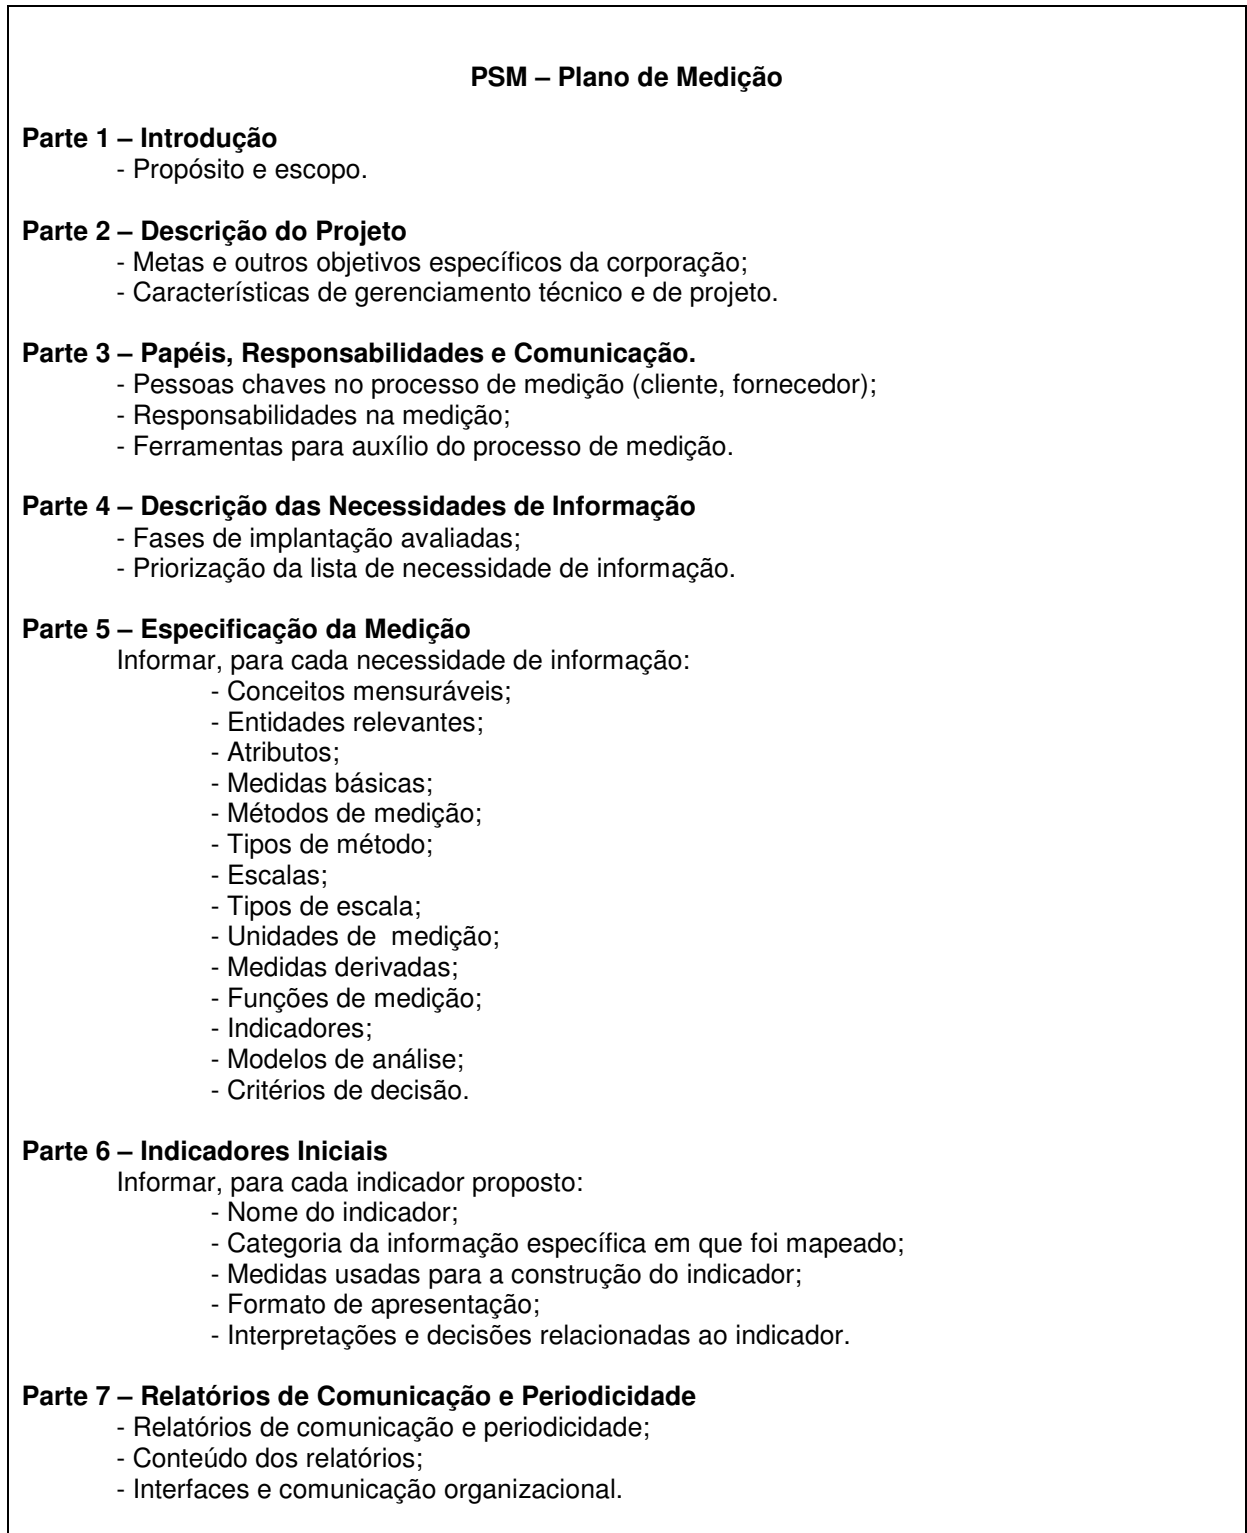 PSM – Plano de Medição
Parte 1 – Introdução
- Propósito e escopo.
Parte 2 – Descrição do Projeto
- Metas e outros objetivos específicos da corporação;
- Características de gerenciamento técnico e de projeto.
Parte 3 – Papéis, Responsabilidades e Comunicação.
- Pessoas chaves no processo de medição (cliente, fornecedor);
- Responsabilidades na medição;
- Ferramentas para auxílio do processo de medição.
Parte 4 – Descrição das Necessidades de Informação
- Fases de implantação avaliadas;
- Priorização da lista de necessidade de informação.
Parte 5 – Especificação da Medição
Informar, para cada necessidade de informação:
- Conceitos mensuráveis;
- Entidades relevantes;
- Atributos;
- Medidas básicas;
- Métodos de medição;
- Tipos de método;
- Escalas;
- Tipos de escala;
- Unidades de  medição;
- Medidas derivadas;
- Funções de medição;
- Indicadores;
- Modelos de análise;
- Critérios de decisão.
Parte 6 – Indicadores Iniciais
Informar, para cada indicador proposto:
- Nome do indicador;
- Categoria da informação específica em que foi mapeado;
- Medidas usadas para a construção do indicador;
- Formato de apresentação;
- Interpretações e decisões relacionadas ao indicador.
Parte 7 – Relatórios de Comunicação e Periodicidade
- Relatórios de comunicação e periodicidade;
- Conteúdo dos relatórios;
- Interfaces e comunicação organizacional.